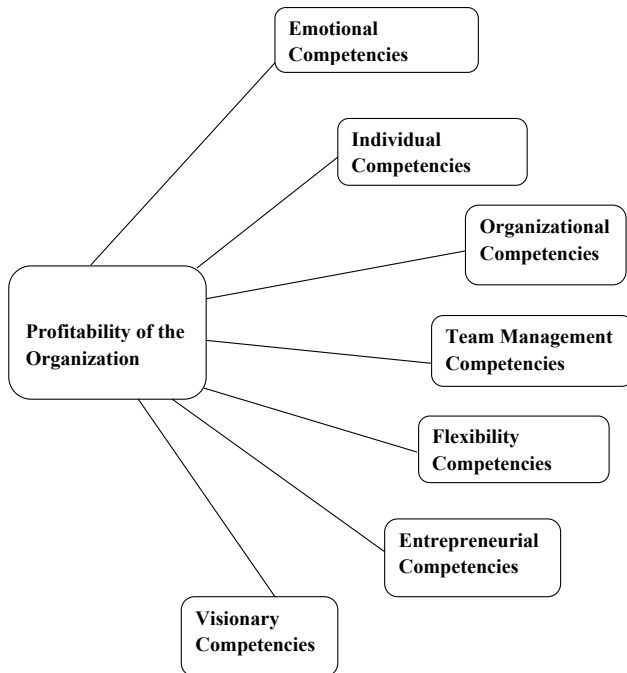 Emotional
Competencies
Individual
Competencies
Organizational
Competencies
Profitability of the
Organization
Team Management
Competencies
Flexibility
Competencies
Entrepreneurial
Competencies
Visionary
Competencies